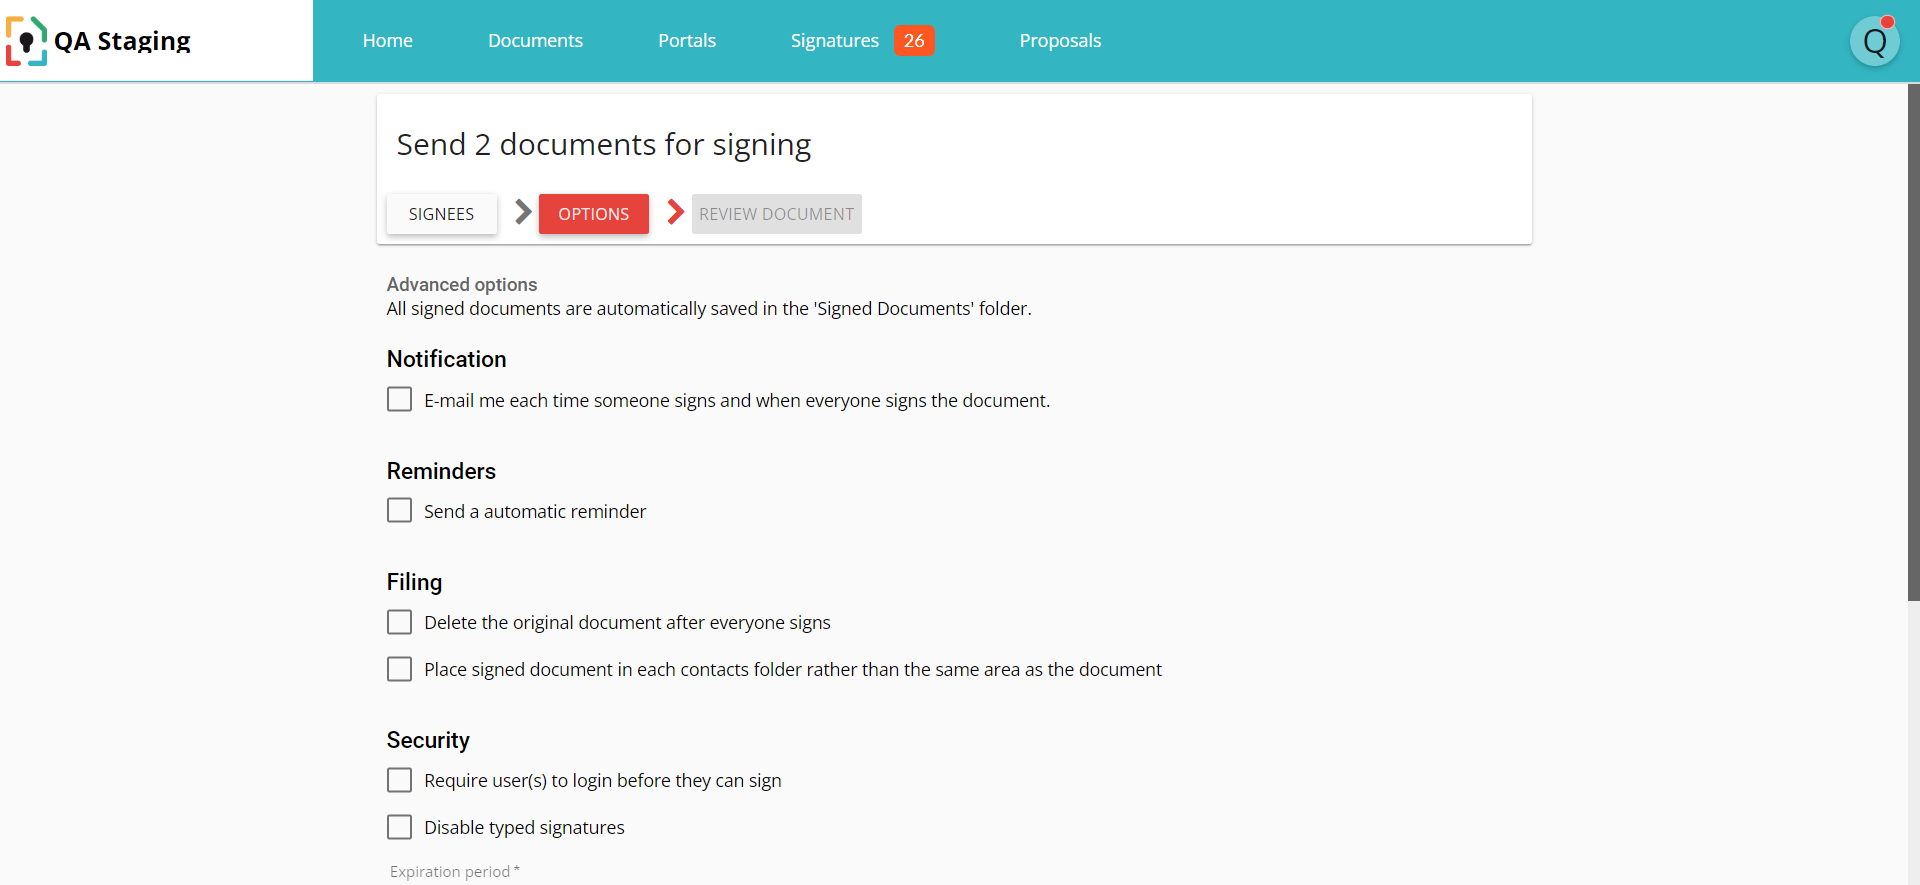 QA Staging
Home Documents Portals Signatures 26 Proposals
Q
Send 2 documents for signing
SIGNEES OPTIONS REVIEW DOCUMENT
Advanced options
All signed documents are automatically saved in the 'Signed Documents' folder.
Notification
E-mail me each time someone signs and when everyone signs the document.
Reminders
Send a automatic reminder
Filing
Delete the original document after everyone signs
Place signed document in each contacts folder rather than the same area as the document
Security
Require user(s) to login before they can sign
Disable typed signatures
Expiration period *